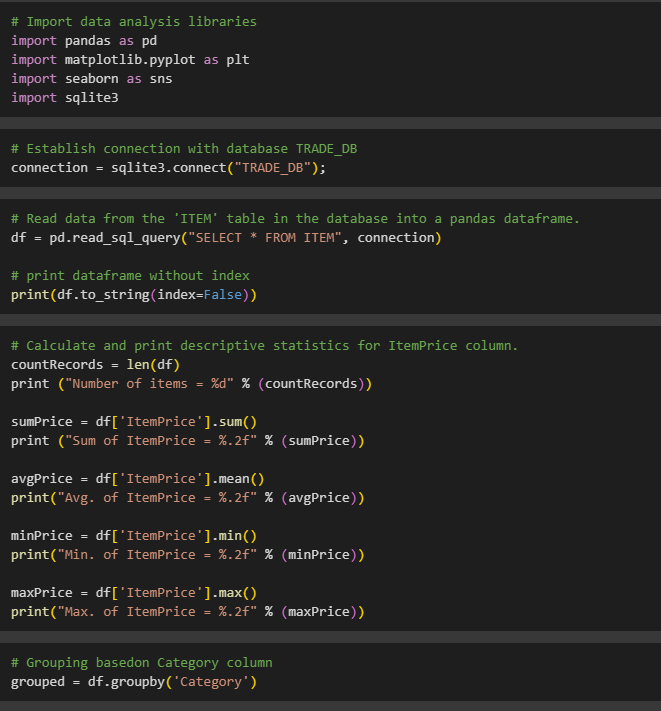 # Import data analysis libraries
import pandas as pd
import matplotlib.pyplot as plt
import seaborn as sns
import sqlite3
# Establish connection with database TRADE_DB
connection = sqlite3.connect("TRADE_DB");
# Read data from the 'ITEM' table in the database into a pandas dataframe.
df = pd.read_sql_query("SELECT * FROM ITEM", connection)
# print dataframe without index
print(df.to_string(index=False))
# Calculate and print descriptive statistics for ItemPrice column.
countRecords = len(df)
print ("Number of items = %d" % (countRecords))
sumPrice = df['ItemPrice'].sum()
print ("Sum of ItemPrice = %.2f" % (sumPrice))
avgPrice = df['ItemPrice'].mean()
print("Avg. of ItemPrice = %.2f" % (avgPrice))
minPrice = df['ItemPrice'].min()
print("Min. of ItemPrice = %.2f" % (minPrice))
maxPrice = df['ItemPrice'].max()
print("Max. of ItemPrice = %.2f" % (maxPrice))
# Grouping basedon Category column
grouped = df.groupby('Category')